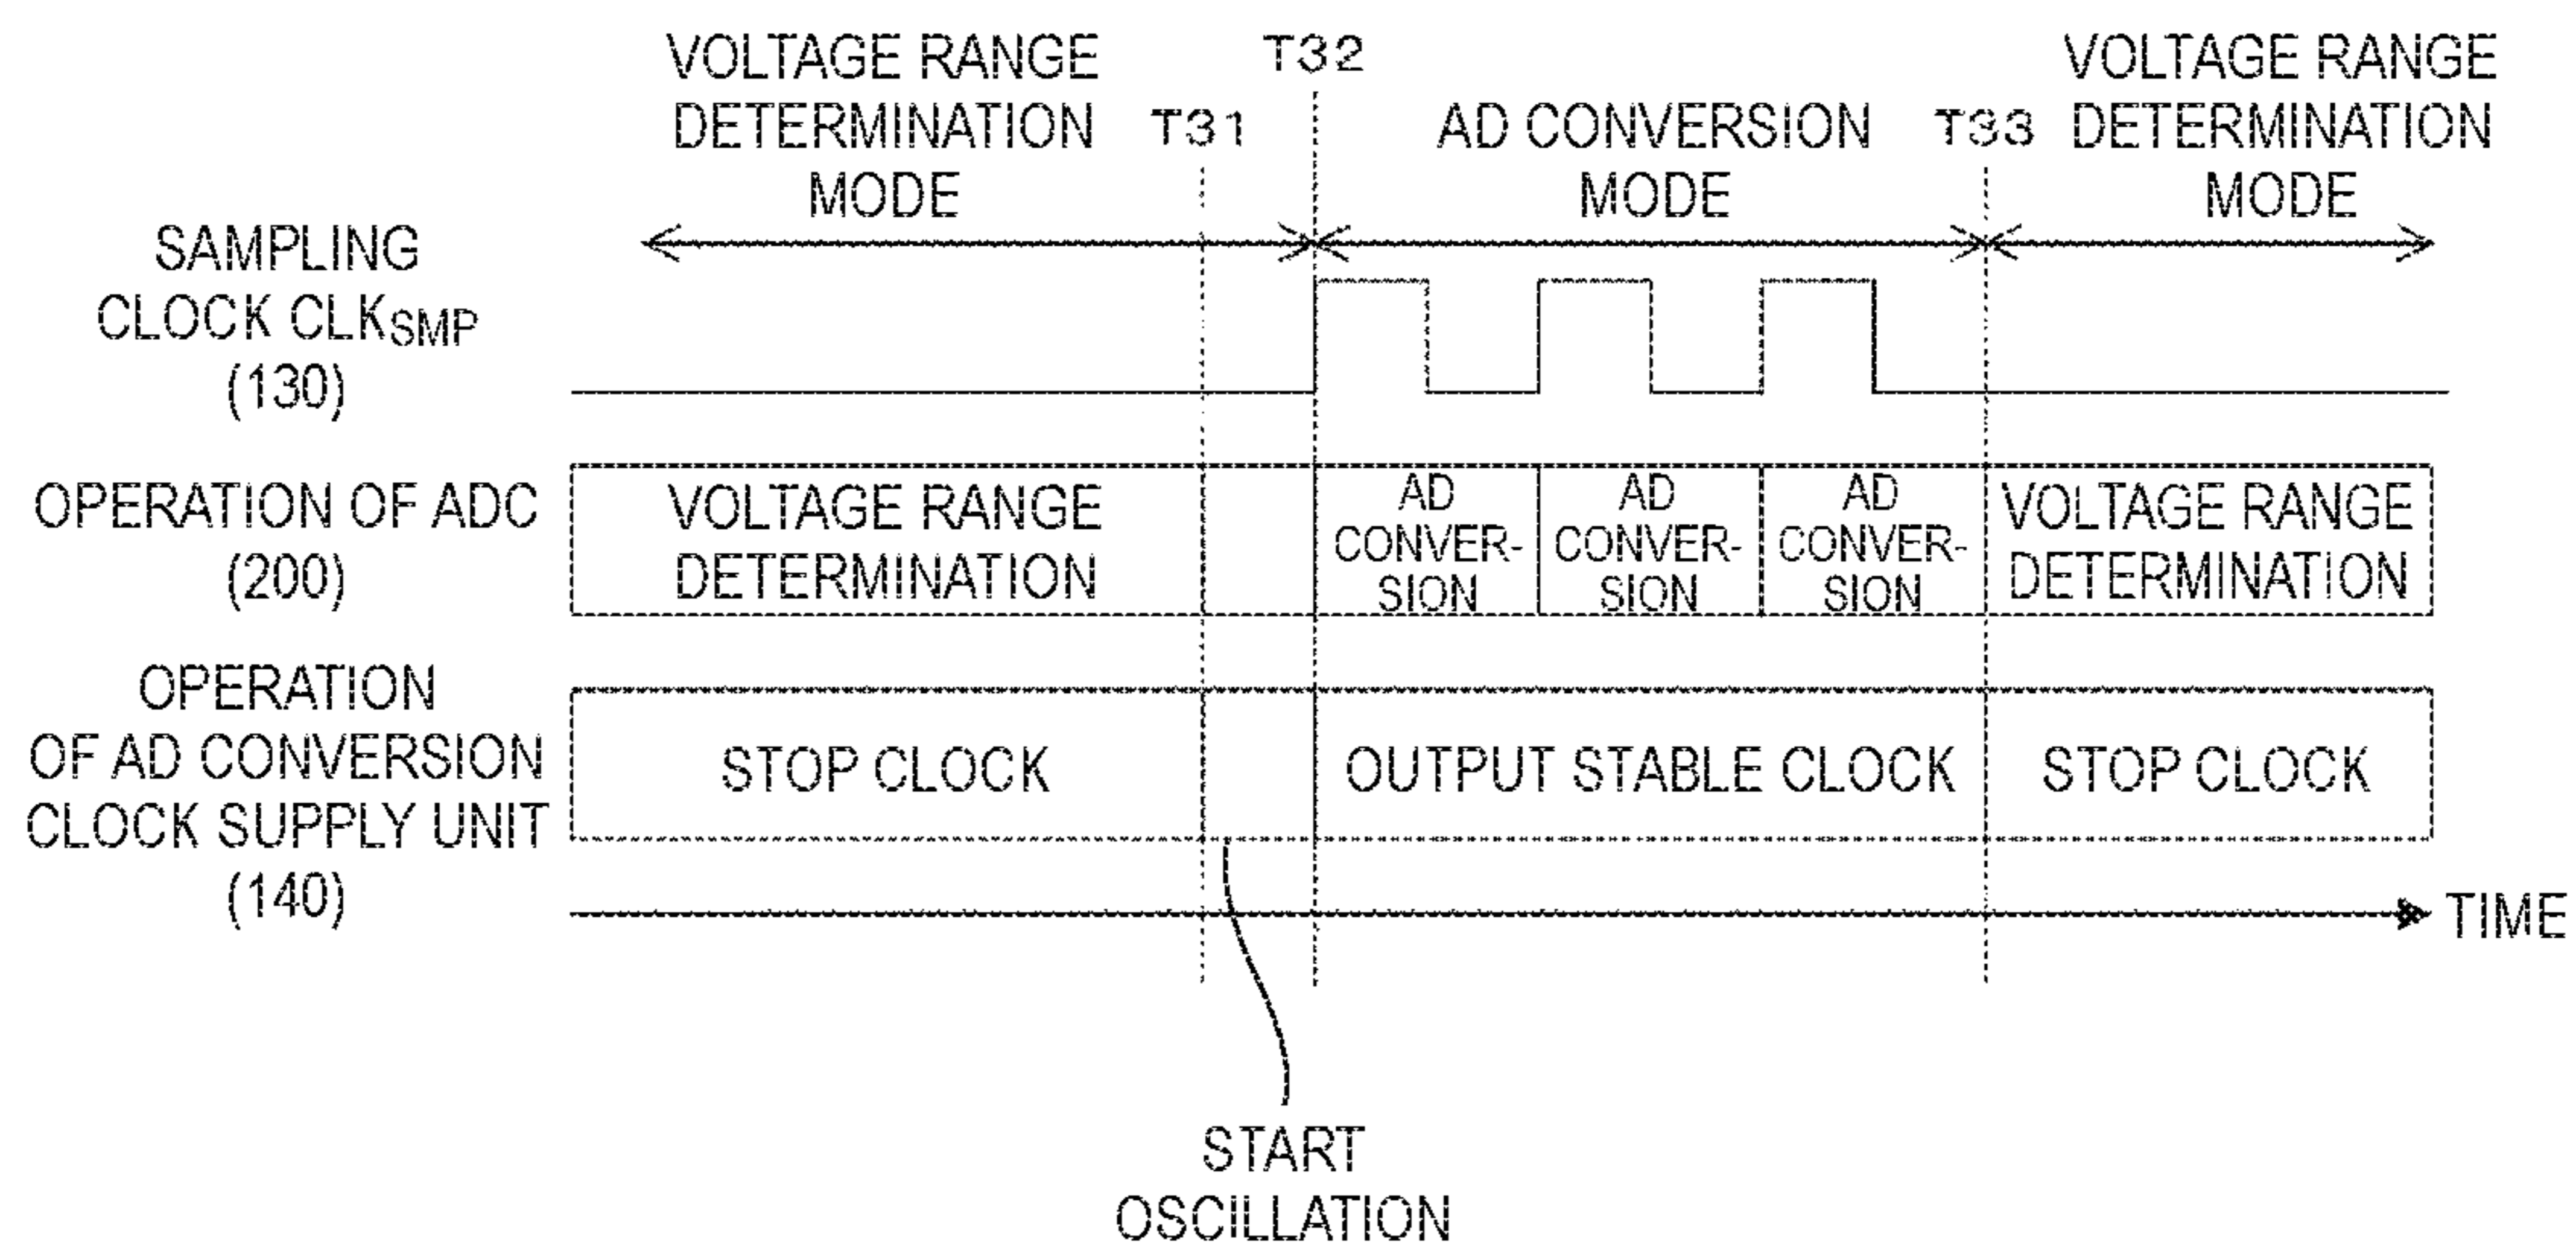 VOLTAGE RANGE
DETERMINATION
MODE
T31
T32
AD CONVERSION
MODE
T33
VOLTAGE RANGE
DETERMINATION
MODE
SAMPLING
CLOCK CLKSMP
(130)
OPERATION OF ADC
(200)
VOLTAGE RANGE
DETERMINATION
AD
CONVER-
SION
AD
CONVER-
SION
AD
CONVER-
SION
VOLTAGE RANGE
DETERMINATION
OPERATION
OF AD CONVERSION
CLOCK SUPPLY UNIT
(140)
STOP CLOCK
OUTPUT STABLE CLOCK
STOP CLOCK
TIME
START
OSCILLATION